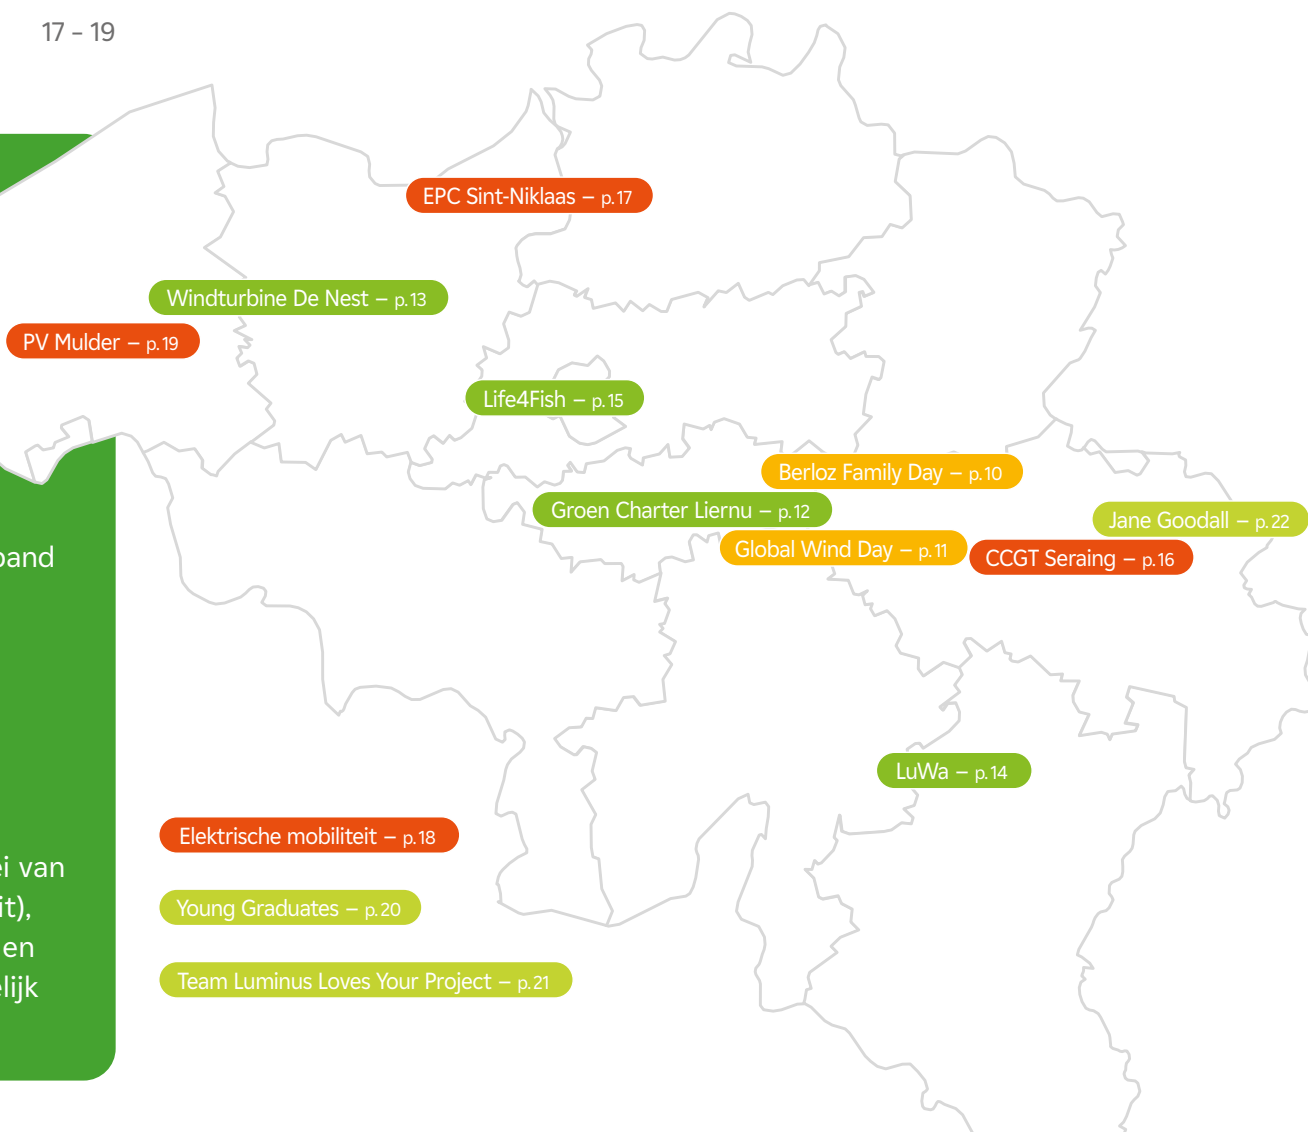 17 – 19
EPC Sint-Niklaas – p.17
Windturbine De Nest – p.13
PV Mulder – p.19
Life4Fish – p.15
Berloz Family Day – p.10
Groen Charter Liernu – p.12
Jane Goodall – p.22
Global Wind Day – p.11
CCGT Seraing – p.16
LuWa – p.14
Elektrische mobiliteit – p.18
Young Graduates – p.20
Team Luminus Loves Your Project – p.21
van
en